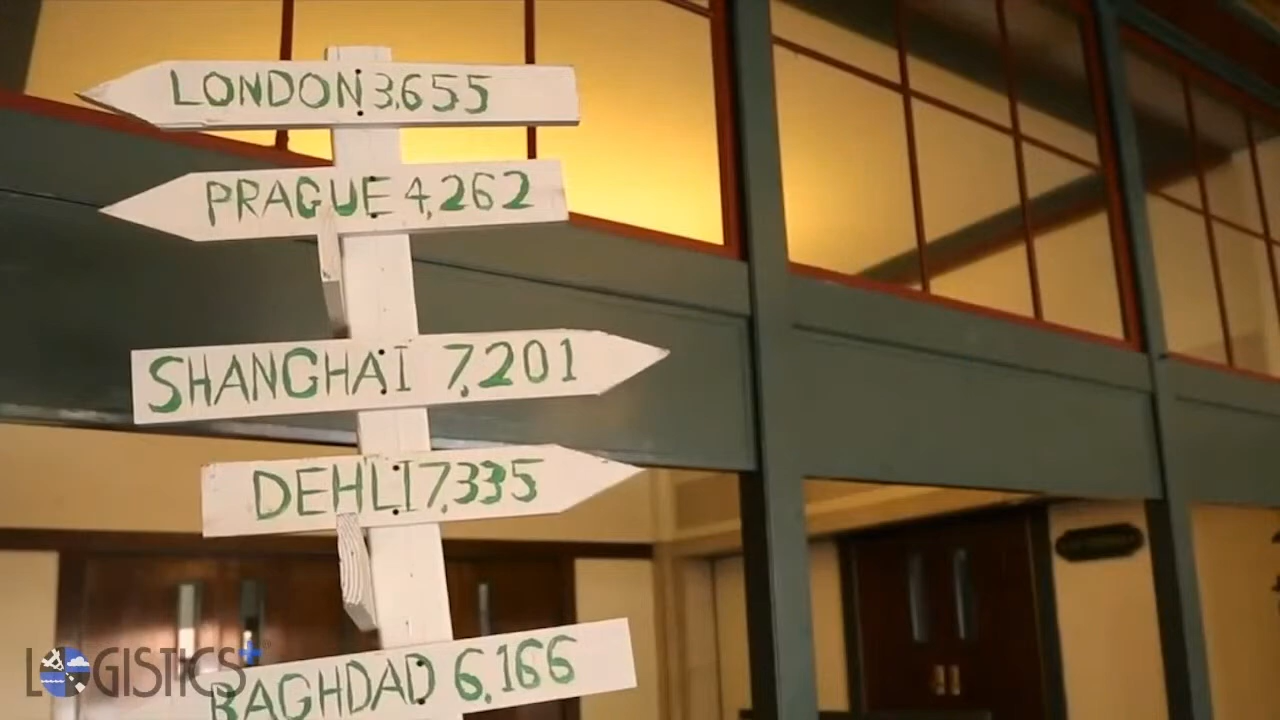 LONDON 3,655
PRAGUE 4,262
SHANGHAI 7,201
DEHLI 7,335
BAGHDAD 6,166
LOGISTICS+